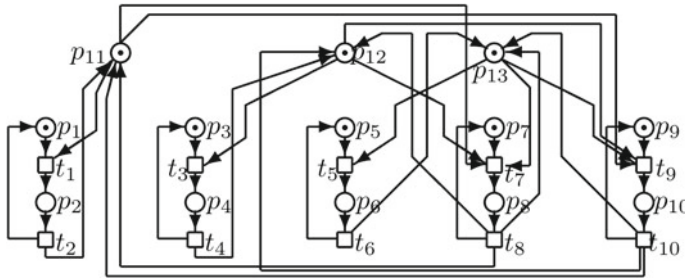 p11 p12 p13
p1 p3 p5 p7 p9
t1 t3 t5 t7 t9
p2 p4 p6 p8 p10
t2 t4 t6 t8 t10